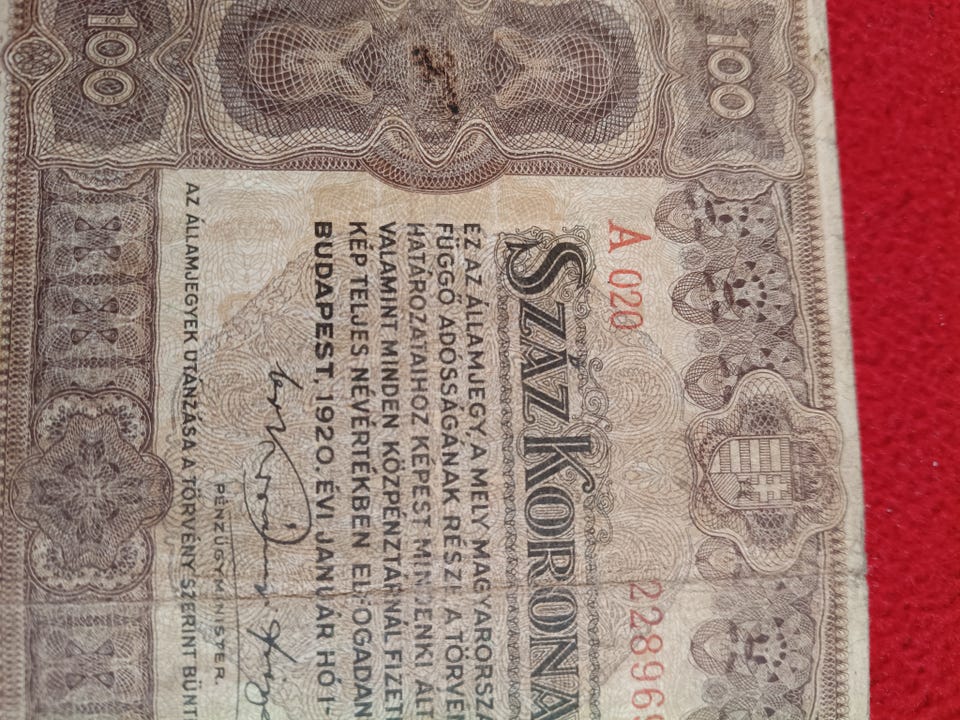 100
A 020 22896
SZÁZ KORONA
EZ AZ ÁLLAMJEGY, A MELY MAGYARORSZÁ
FÜGGŐ ADOSSÁGÁNAK RÉSZE, A TÖRVÉN
HATÁROZATAIHOZ KÉPEST MINDENKI ÁLT
VALAMINT MINDEN KÖZPÉNZTÁRNÁL FIZET
KÉP TELJES NÉVÉRTÉKBEN ELFOGADAN
BUDAPEST, 1920. ÉVI JANUÁR HÓ 1-
PÉNZÜGYMINISTER.
AZ ÁLLAMJEGYEK UTÁNZÁSA A TÖRVÉNY SZERINT BÜNT
100